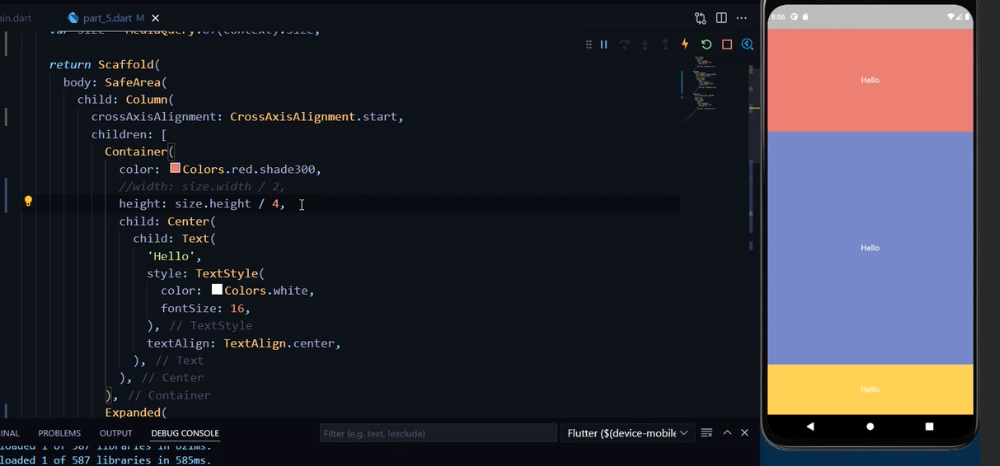 ain.dart
part_5.dart M
var size = MediaQuery.of(context).size;
return Scaffold(
body: SafeArea(
child: Column(
crossAxisAlignment: CrossAxisAlignment.start,
children: [
Container(
color: Colors.red.shade300,
//width: size.width / 2,
height: size.height / 4,
child: Center(
child: Text(
'Hello',
style: TextStyle(
color: Colors.white,
fontSize: 16,
), // TextStyle
textAlign: TextAlign.center,
), // Text
), // Center
), // Container
Expanded(
INAL PROBLEMS OUTPUT DEBUG CONSOLE
Filter (e.g. text, !exclude)
Flutter ($(device-mobile
loaded 1 of 587 libraries in 621ms.
loaded 1 of 587 libraries in 585ms.
8:06
Hello
Hello
Hello